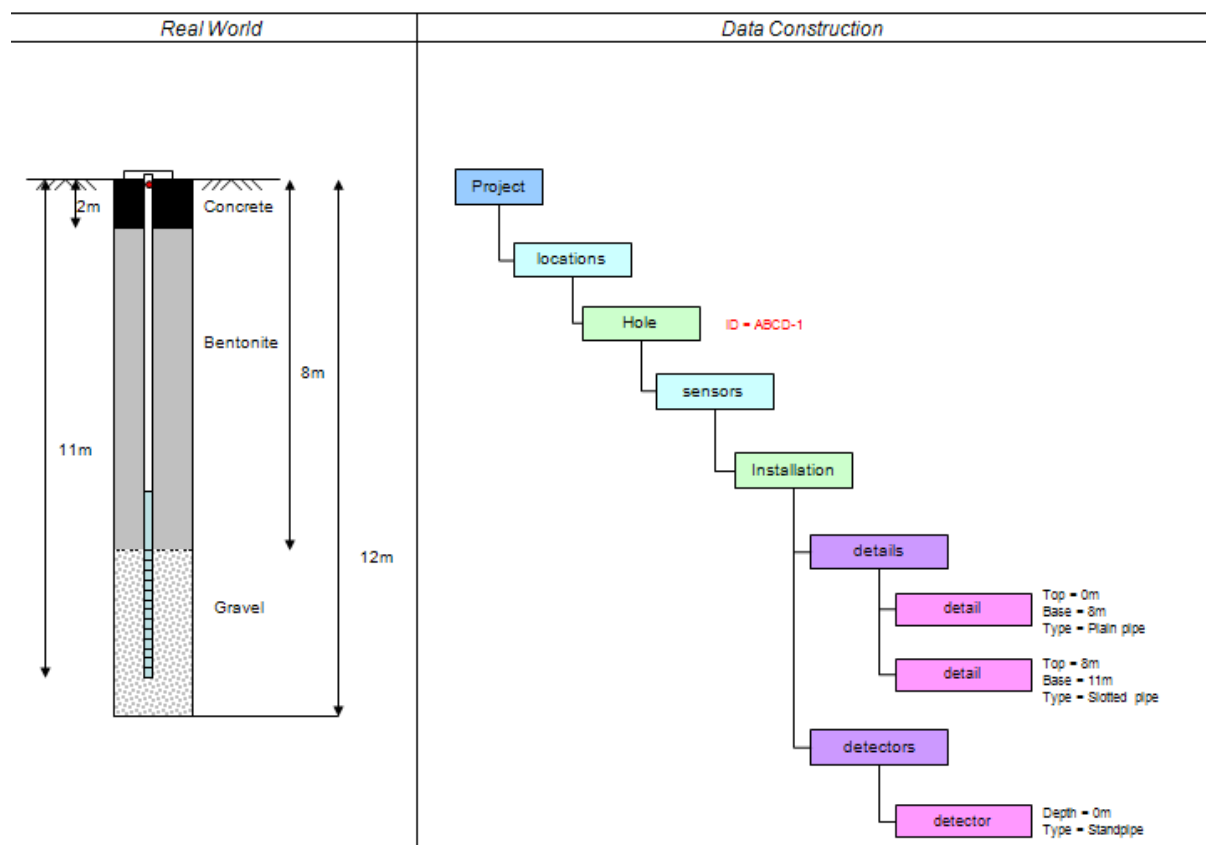 Real World
Data Construction
2m
Concrete
Bentonite
8m
11m
12m
Gravel
Project
locations
Hole
ID = ABCD-1
sensors
Installation
details
detail
Top = 0m
Base = 8m
Type = Plain pipe
detail
Top = 8m
Base = 11m
Type = Slotted pipe
detectors
detector
Depth = 0m
Type = Standpipe